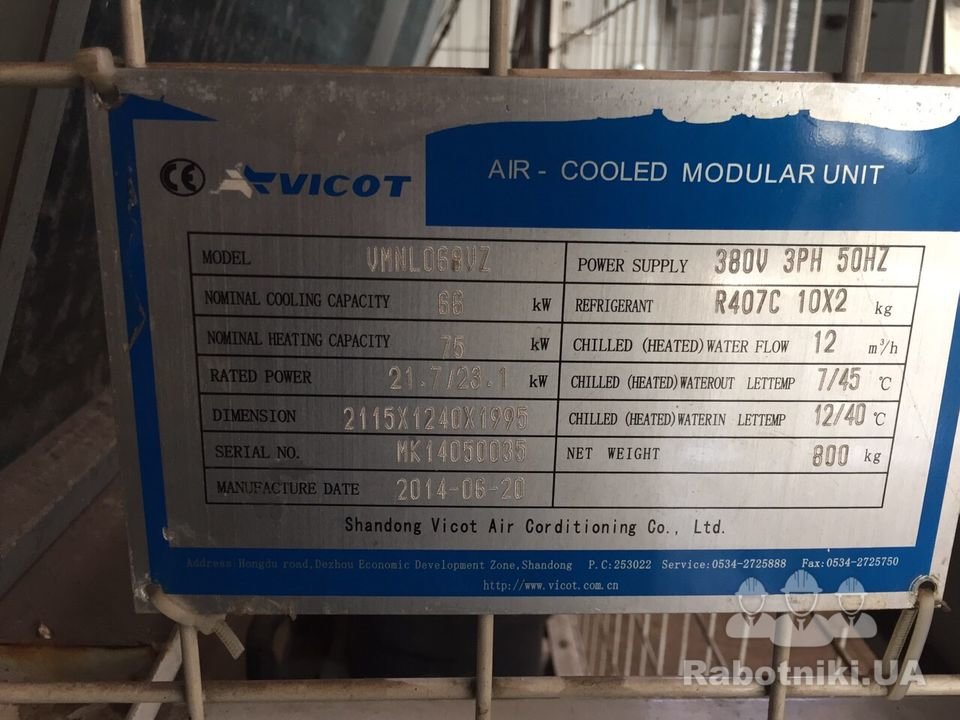 CE VICOT
AIR - COOLED MODULAR UNIT
MODEL VMNL068VZ
POWER SUPPLY 380V 3PH 50HZ
NOMINAL COOLING CAPACITY 66 kW
REFRIGERANT R407C 10X2 kg
NOMINAL HEATING CAPACITY 75 kW
CHILLED (HEATED)WATER FLOW 12 m³/h
RATED POWER 21.7/23.1 kW
CHILLED (HEATED)WATEROUT LETTEMP 7/45 ℃
DIMENSION 2115X1240X1995
CHILLED (HEATED)WATERIN LETTEMP 12/40 ℃
SERIAL NO. MK14050035
NET WEIGHT 800 kg
MANUFACTURE DATE 2014-06-20
Shandong Vicot Air Corditioning Co., Ltd.
Address Hongdu rond,Dezhou Economic Development Zone,Shandong P.C:253022 Service:0534-2725888 Fax:0534-2725750
http://www.vicot.com.cn
Rabotniki.UA